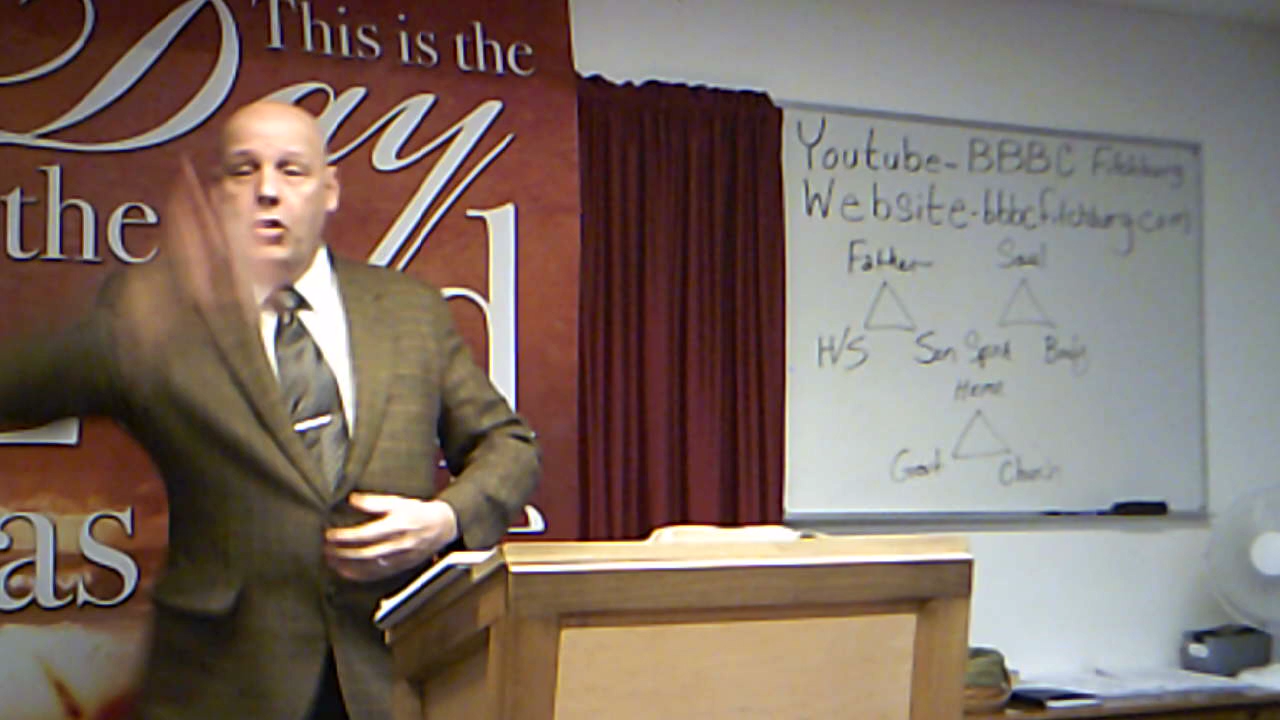 This is the
Day
the
L d
as
Youtube-BBBC Fitchburg
Website-bbbcfitchburg.com
Father Soul
H/S Son Spirit Body
Home
Govt Church